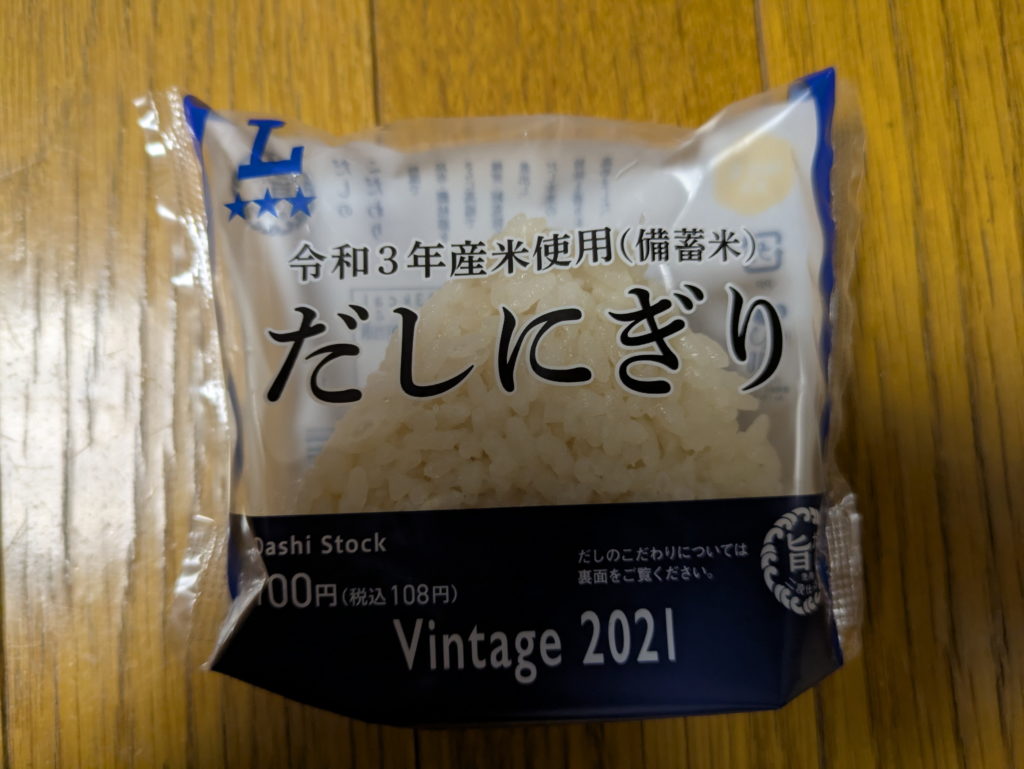 令和3年産米使用(備蓄米)
だしにぎり
Dashi Stock
だしのこだわりについては
裏面をご覧ください。
100円(税込108円)
旨
Vintage 2021